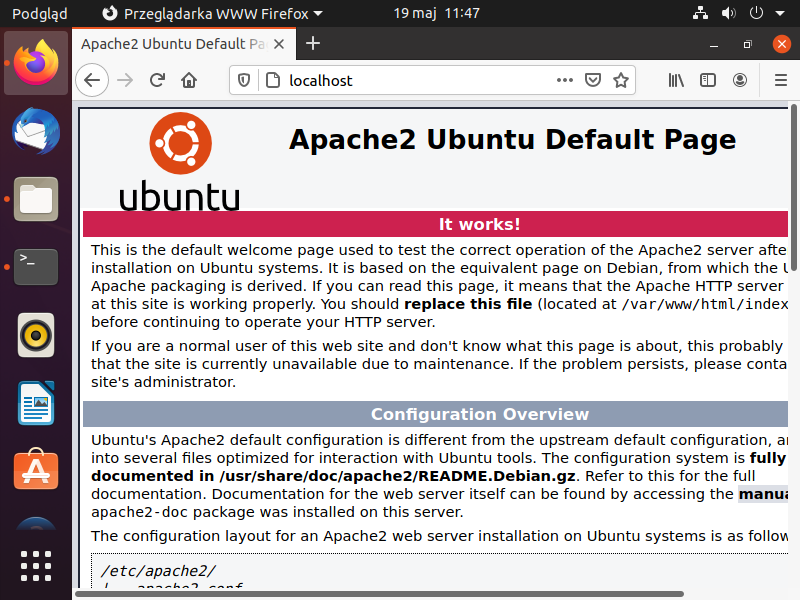 Podgląd Przeglądarka WWW Firefox 19 maj 11:47
Apache2 Ubuntu Default Pa
localhost
ubuntu
Apache2 Ubuntu Default Page
It works!
This is the default welcome page used to test the correct operation of the Apache2 server afte
installation on Ubuntu systems. It is based on the equivalent page on Debian, from which the U
Apache packaging is derived. If you can read this page, it means that the Apache HTTP server
at this site is working properly. You should replace this file (located at /var/www/html/index
before continuing to operate your HTTP server.
If you are a normal user of this web site and don't know what this page is about, this probably
that the site is currently unavailable due to maintenance. If the problem persists, please conta
site's administrator.
Configuration Overview
Ubuntu's Apache2 default configuration is different from the upstream default configuration, an
into several files optimized for interaction with Ubuntu tools. The configuration system is fully
documented in /usr/share/doc/apache2/README.Debian.gz. Refer to this for the full
documentation. Documentation for the web server itself can be found by accessing the manua
apache2-doc package was installed on this server.
The configuration layout for an Apache2 web server installation on Ubuntu systems is as follow
/etc/apache2/
|-- apache2.conf